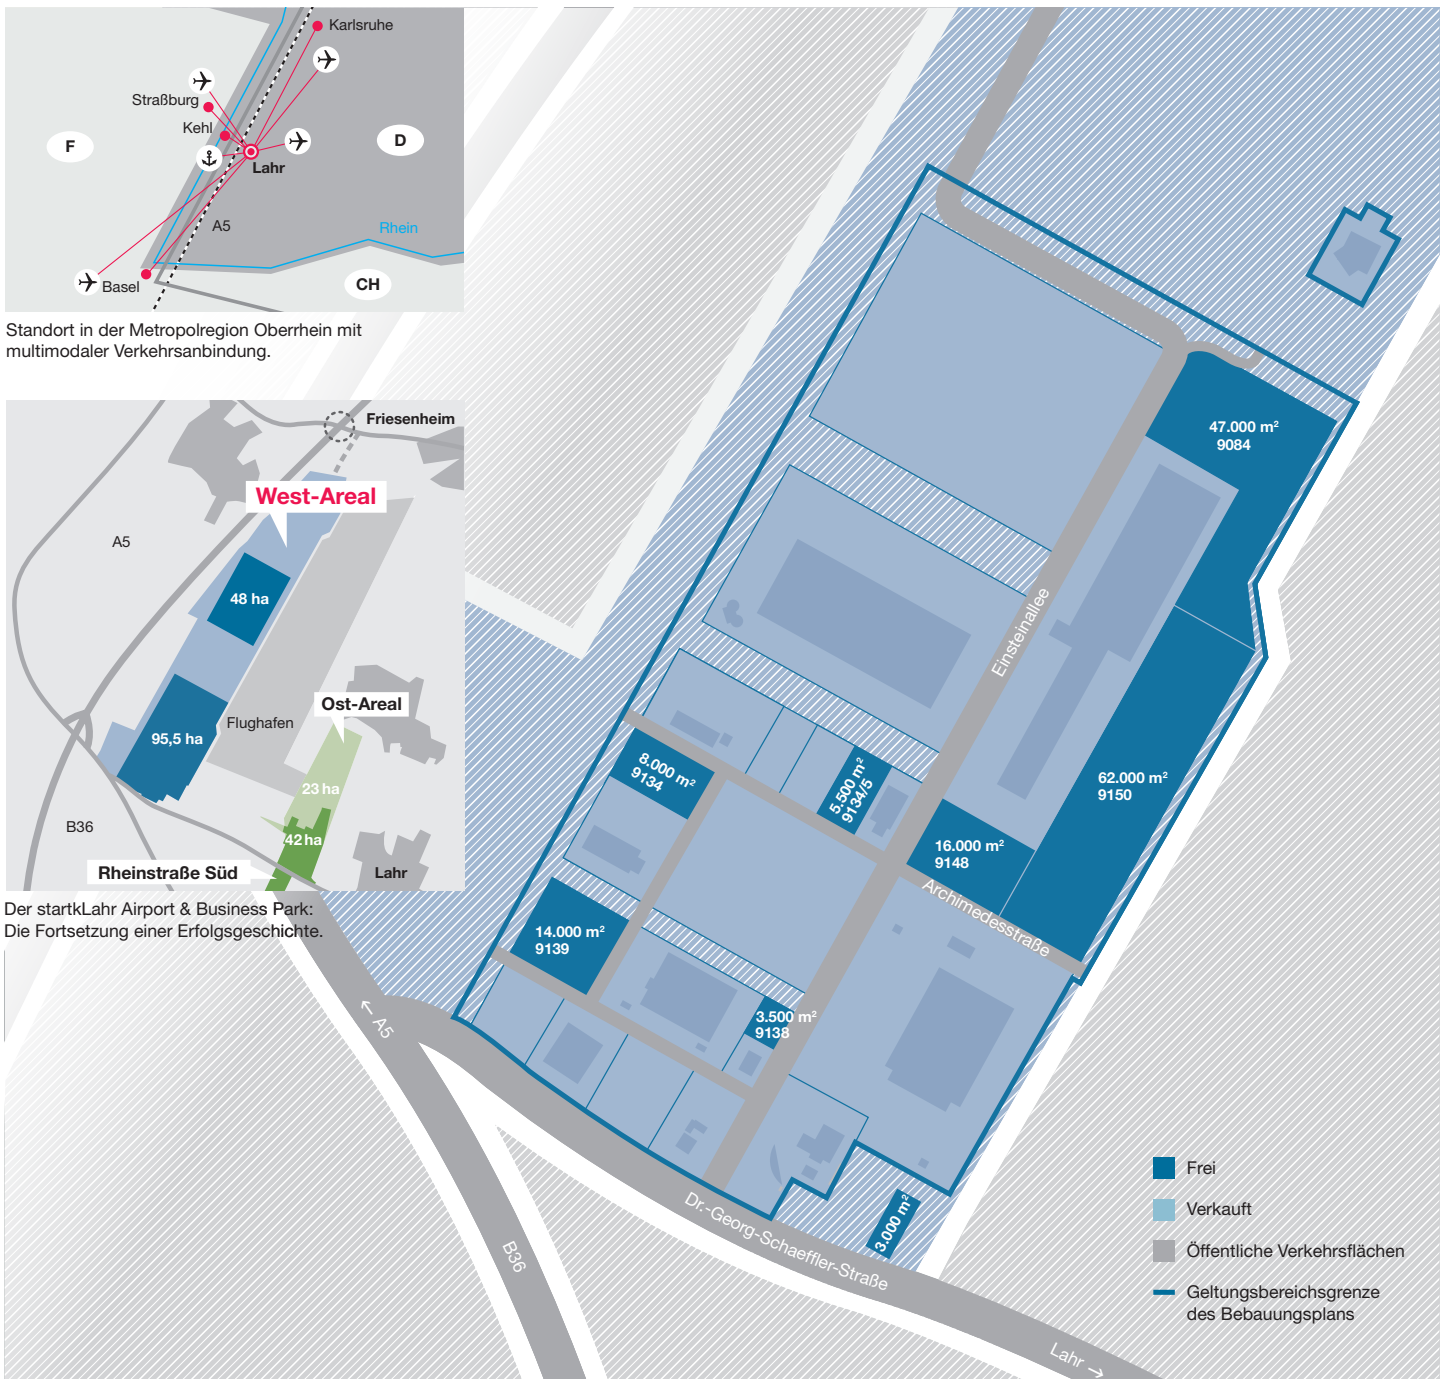 Karlsruhe
Straßburg
Kehl
F
D
Lahr
A5
Rhein
Basel
CH
Standort in der Metropolregion Oberrhein mit
multimodaler Verkehrsanbindung.
Friesenheim
West-Areal
A5
48 ha
Ost-Areal
Flughafen
95,5 ha
23 ha
B36
42 ha
Rheinstraße Süd
Lahr
Der startkLahr Airport & Business Park:
Die Fortsetzung einer Erfolgsgeschichte.
47.000 m²
9084
Einsteinallee
8.000 m²
9134
5.500 m²
9134/5
62.000 m²
9150
16.000 m²
9148
Archimedesstraße
14.000 m²
9139
3.500 m²
9138
← A5
B36
Dr.-Georg-Schaeffler-Straße
3.000 m²
Lahr →
Frei
Verkauft
Öffentliche Verkehrsflächen
Geltungsbereichsgrenze
des Bebauungsplans